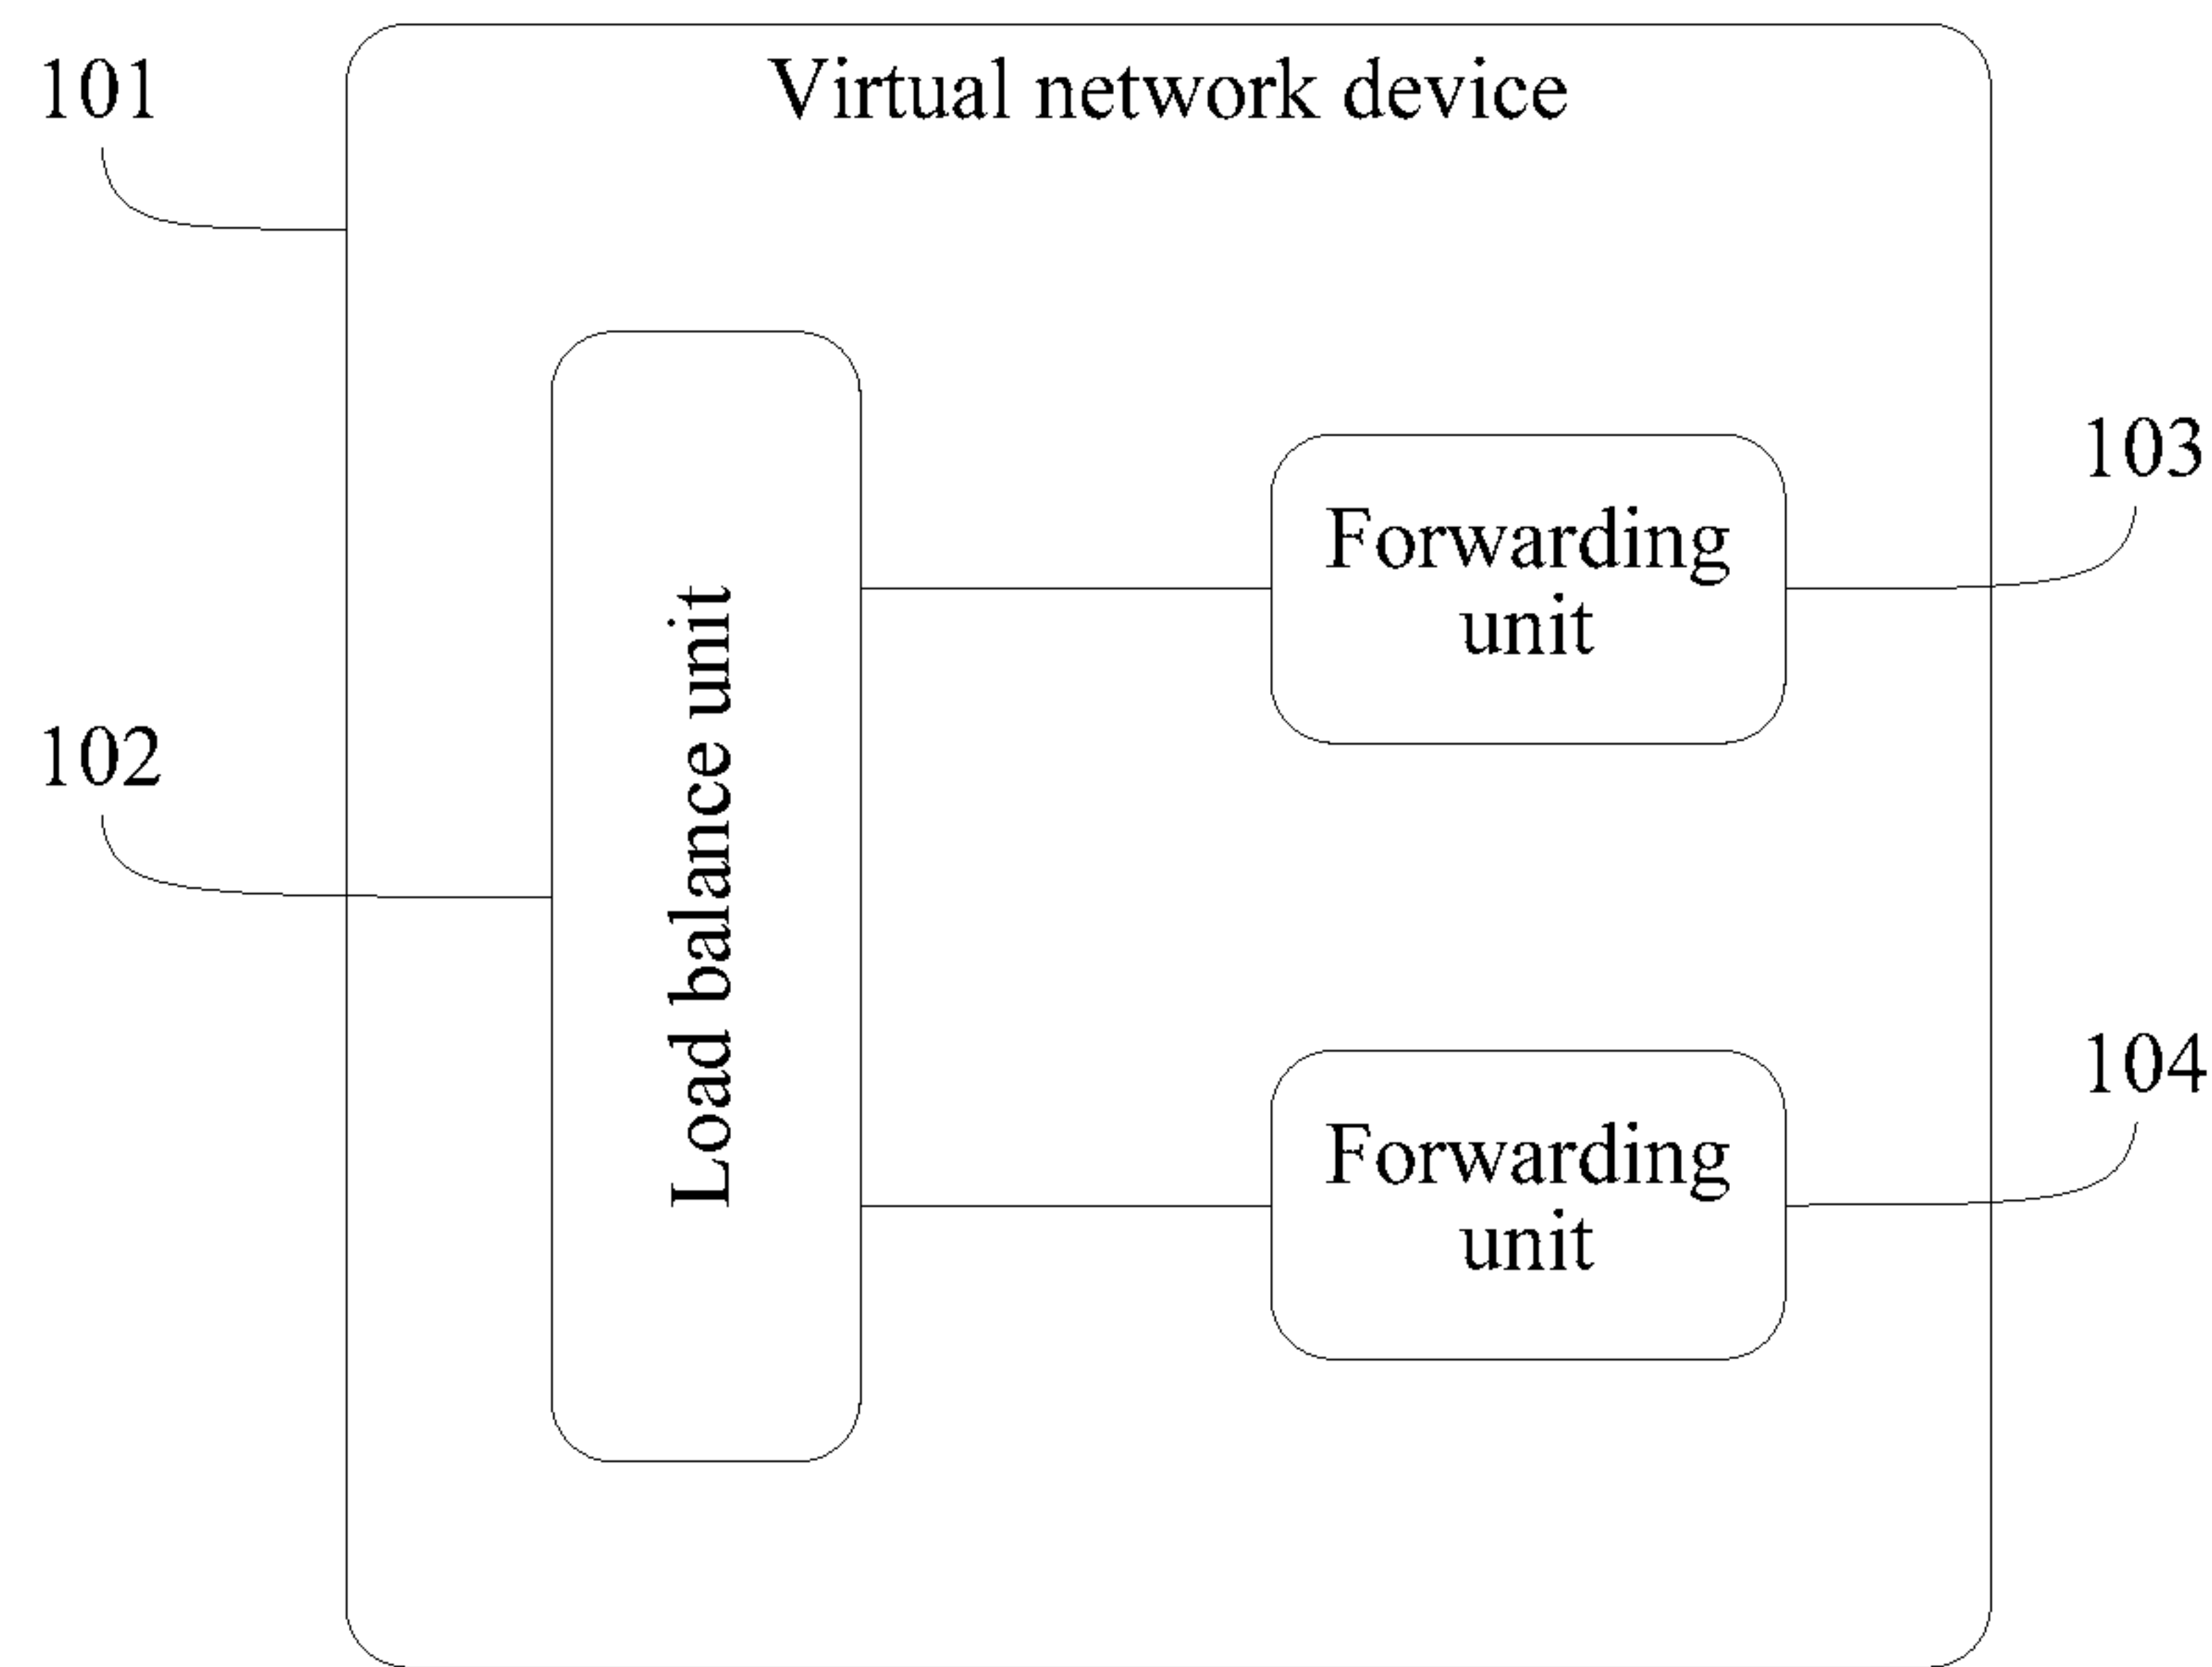 101
Virtual network device
103
Forwarding
unit
102
Load balance unit
104
Forwarding
unit